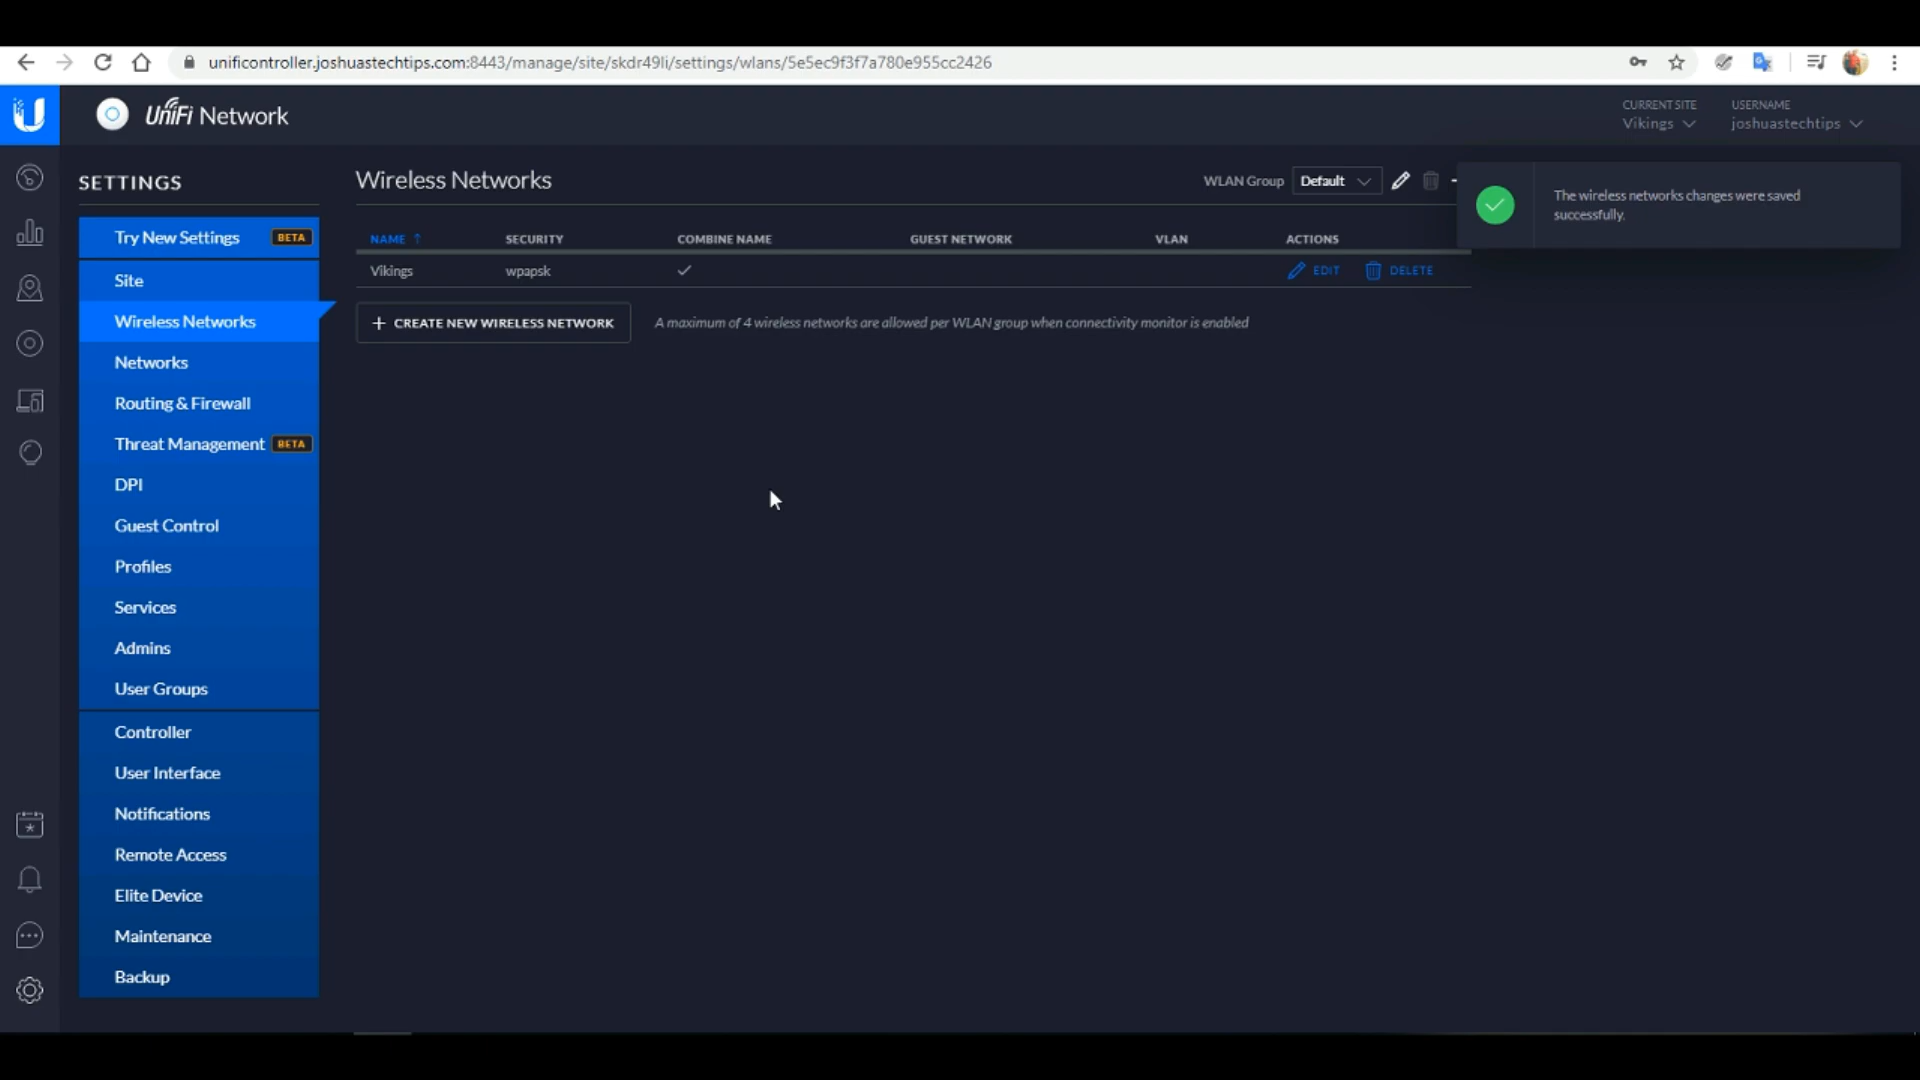 unificontroller.joshuastechtips.com:8443/manage/site/skdr49li/settings/wlans/5e5ec9f3f7a780e955cc2426
UniFi Network
CURRENT SITE
Vikings
USERNAME
joshuastechtips
SETTINGS
Try New Settings BETA
Site
Wireless Networks
Networks
Routing & Firewall
Threat Management BETA
DPI
Guest Control
Profiles
Services
Admins
User Groups
Controller
User Interface
Notifications
Remote Access
Elite Device
Maintenance
Backup
Wireless Networks
WLAN Group Default
The wireless networks changes were saved
successfully.
NAME SECURITY COMBINE NAME GUEST NETWORK VLAN ACTIONS
Vikings wpapsk EDIT DELETE
CREATE NEW WIRELESS NETWORK A maximum of 4 wireless networks are allowed per WLAN group when connectivity monitor is enabled